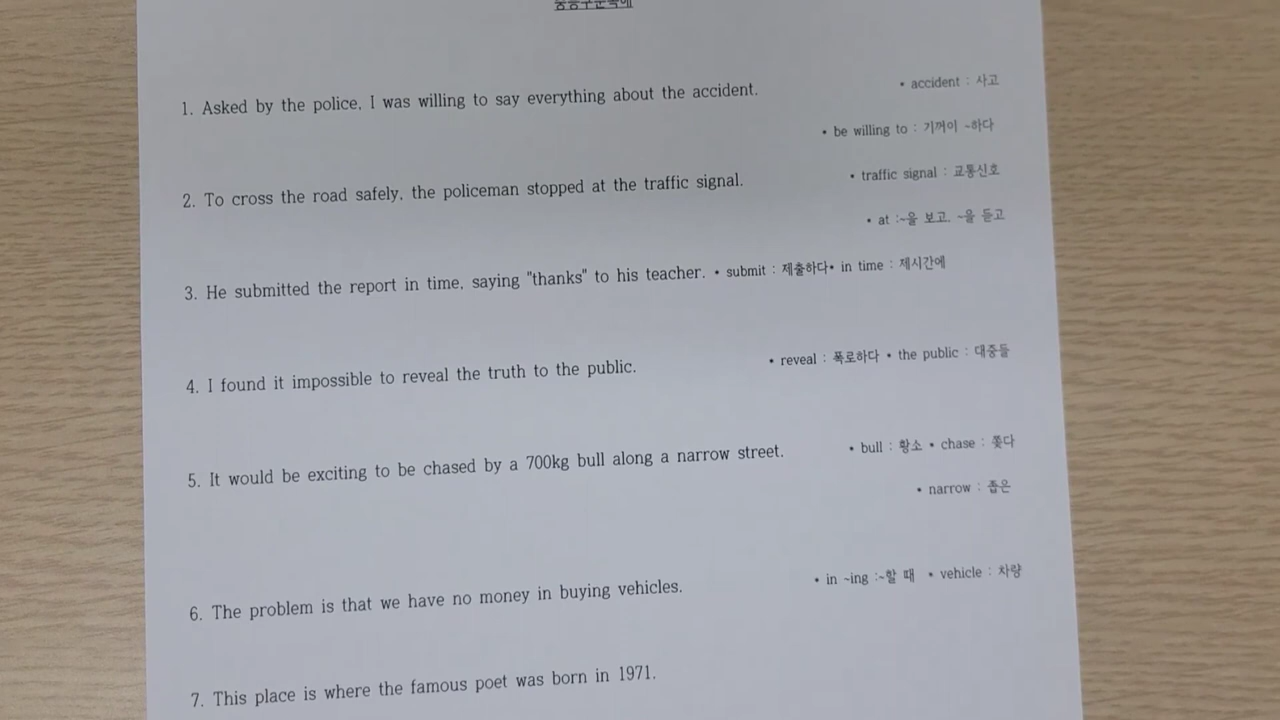 1. Asked by the police, I was willing to say everything about the accident. • accident : 사고
• be willing to : 기꺼이 ~하다
2. To cross the road safely, the policeman stopped at the traffic signal. • traffic signal : 교통신호
• at :~을 보고, ~을 듣고
3. He submitted the report in time, saying "thanks" to his teacher. • submit : 제출하다• in time : 제시간에
4. I found it impossible to reveal the truth to the public. • reveal : 폭로하다 • the public : 대중들
5. It would be exciting to be chased by a 700kg bull along a narrow street. • bull : 황소 • chase : 쫓다
• narrow : 좁은
6. The problem is that we have no money in buying vehicles. • in ~ing :~할 때 • vehicle : 차량
7. This place is where the famous poet was born in 1971.